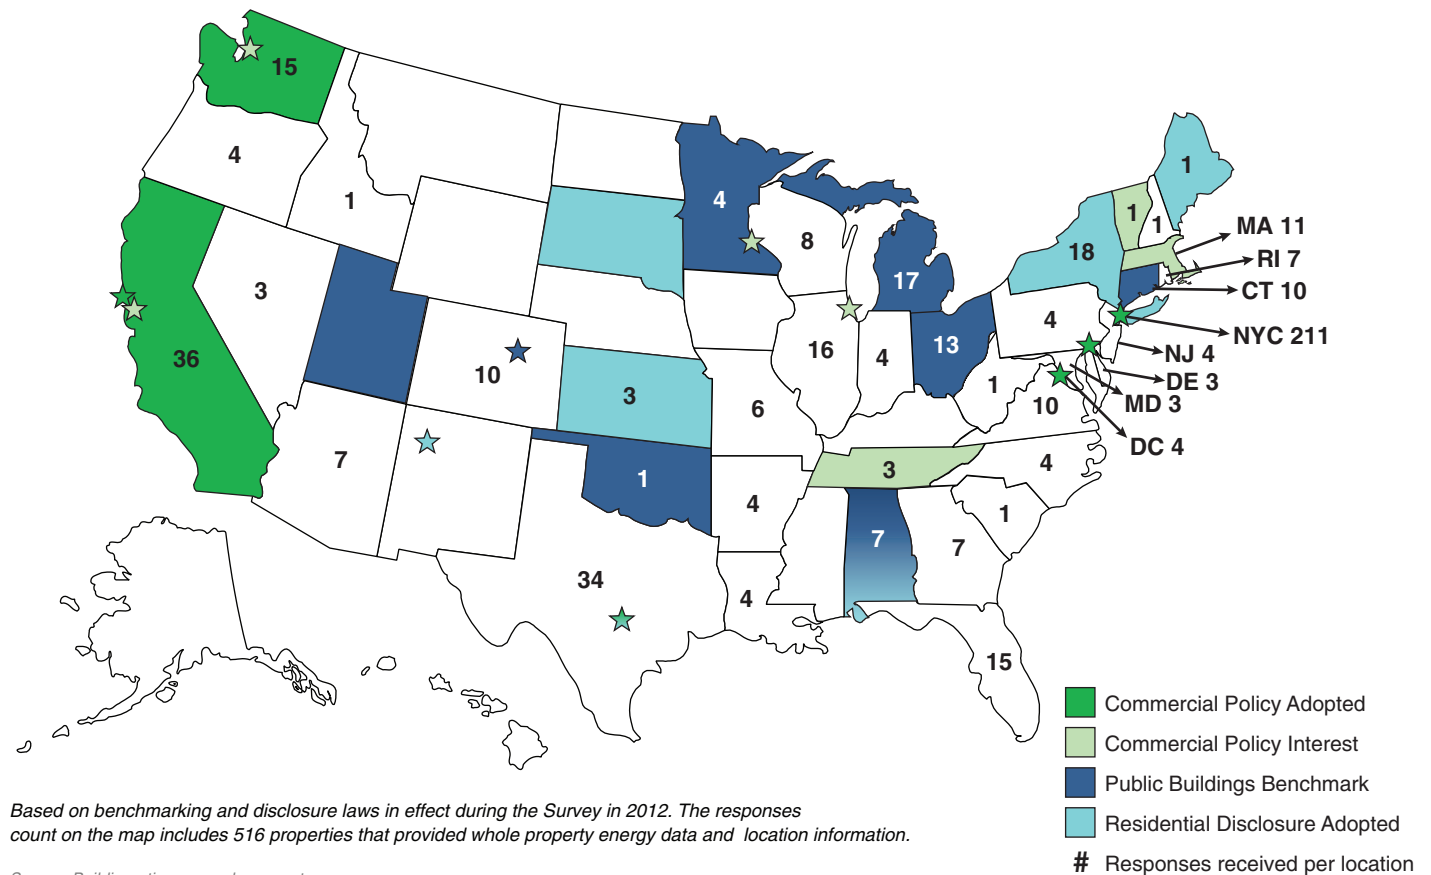 15
4
1
3
36
10
7
4
8
17
16
4
13
3
6
1
4
34
4
3
7
7
1
4
10
1
4
15
18
1
1
1
MA 11
RI 7
CT 10
NYC 211
NJ 4
DE 3
MD 3
DC 4
Commercial Policy Adopted
Commercial Policy Interest
Public Buildings Benchmark
Residential Disclosure Adopted
# Responses received per location
Based on benchmarking and disclosure laws in effect during the Survey in 2012. The responses
count on the map includes 516 properties that provided whole property energy data and location information.